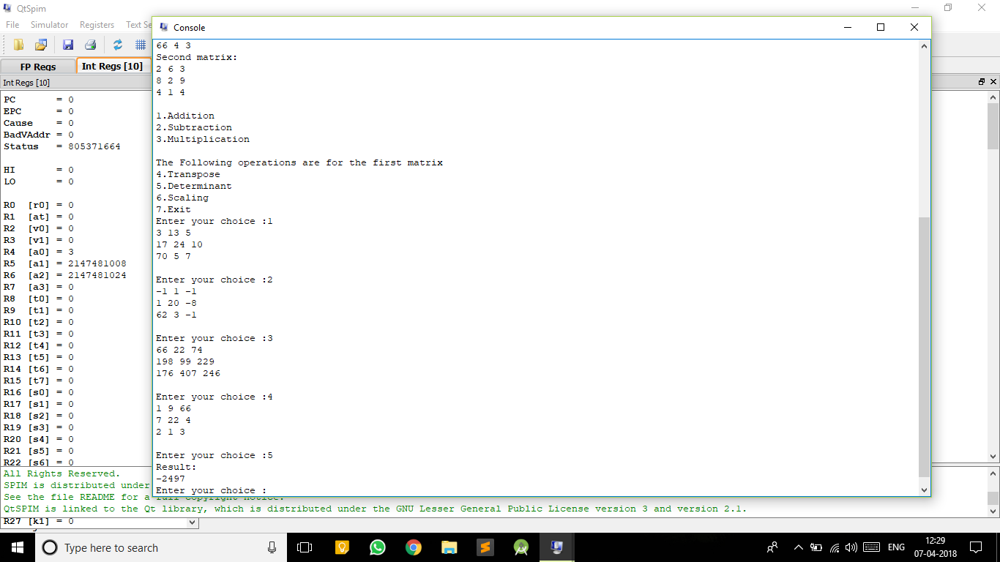 QtSpim
File Simulator Registers Text Se
Console
FP Regs Int Regs [10]
Int Regs [10]
PC = 0
EPC = 0
Cause = 0
BadVAddr = 0
Status = 805371664
HI = 0
LO = 0
R0 [r0] = 0
R1 [at] = 0
R2 [v0] = 0
R3 [v1] = 0
R4 [a0] = 3
R5 [a1] = 2147481008
R6 [a2] = 2147481024
R7 [a3] = 0
R8 [t0] = 0
R9 [t1] = 0
R10 [t2] = 0
R11 [t3] = 0
R12 [t4] = 0
R13 [t5] = 0
R14 [t6] = 0
R15 [t7] = 0
R16 [s0] = 0
R17 [s1] = 0
R18 [s2] = 0
R19 [s3] = 0
R20 [s4] = 0
R21 [s5] = 0
R22 [s6] = 0
66 4 3
Second matrix:
2 6 3
8 2 9
4 1 4
1.Addition
2.Subtraction
3.Multiplication
The Following operations are for the first matrix
4.Transpose
5.Determinant
6.Scaling
7.Exit
Enter your choice :1
3 13 5
17 24 10
70 5 7
Enter your choice :2
-1 1 -1
1 20 -8
62 3 -1
Enter your choice :3
66 22 74
198 99 229
176 407 246
Enter your choice :4
1 9 66
7 22 4
2 1 3
Enter your choice :5
Result:
-2497
Enter your choice :
All Rights Reserved.
SPIM is distributed under
See the file README for a full copyright notice.
QtSPIM is linked to the Qt library, which is distributed under the GNU Lesser General Public License version 3 and version 2.1.
R27 [k1] = 0
Type here to search
ENG
12:29
07-04-2018